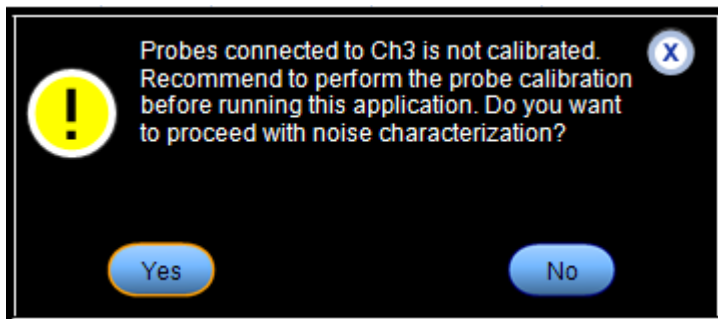 Probes connected to Ch3 is not calibrated.
Recommend to perform the probe calibration
before running this application. Do you want
to proceed with noise characterization?
X
Yes
No